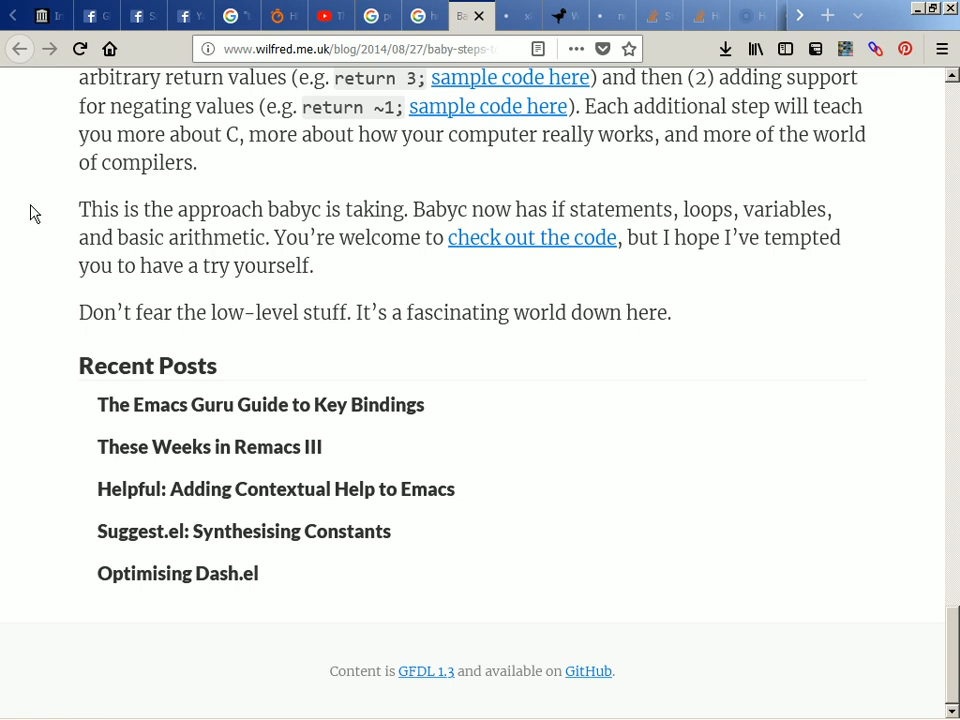 www.wilfred.me.uk/blog/2014/08/27/baby-steps-t
arbitrary return values (e.g. return 3; sample code here) and then (2) adding support
for negating values (e.g. return ~1; sample code here). Each additional step will teach
you more about C, more about how your computer really works, and more of the world
of compilers.
This is the approach babyc is taking. Babyc now has if statements, loops, variables,
and basic arithmetic. You’re welcome to check out the code, but I hope I’ve tempted
you to have a try yourself.
Don’t fear the low-level stuff. It’s a fascinating world down here.
Recent Posts
The Emacs Guru Guide to Key Bindings
These Weeks in Remacs III
Helpful: Adding Contextual Help to Emacs
Suggest.el: Synthesising Constants
Optimising Dash.el
Content is GFDL 1.3 and available on GitHub.